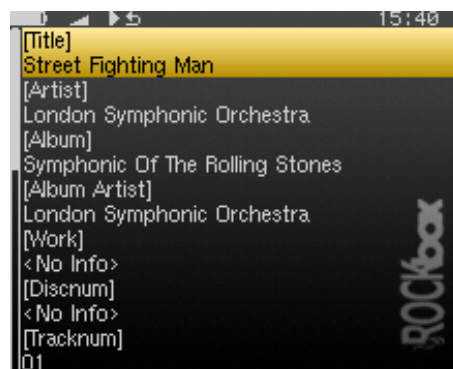 15:40
[Title]
Street Fighting Man
[Artist]
London Symphonic Orchestra
[Album]
Symphonic Of The Rolling Stones
[Album Artist]
London Symphonic Orchestra
[Work]
<No Info>
[Discnum]
<No Info>
[Tracknum]
01
ROCKbox